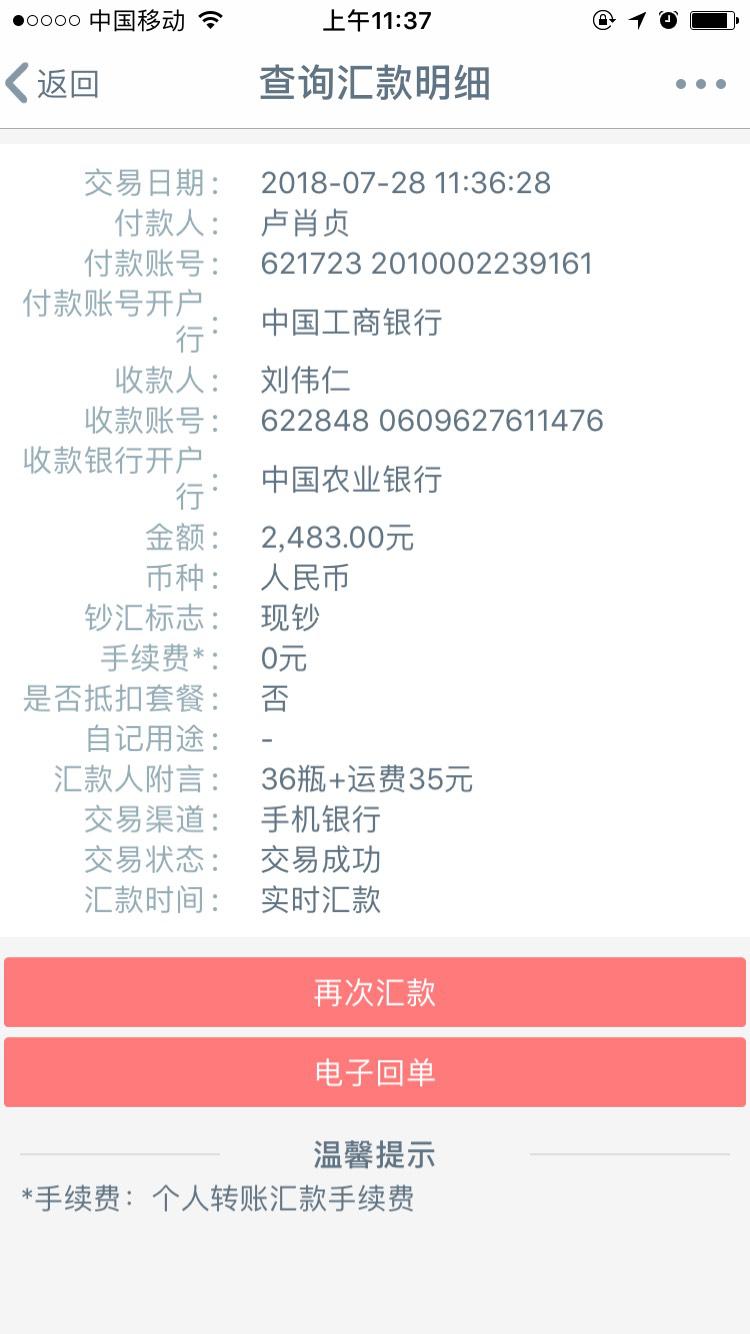 中国移动 上午11:37
返回 查询汇款明细
交易日期： 2018-07-28 11:36:28
付款人： 卢肖贞
付款账号： 621723 2010002239161
付款账号开户
行： 中国工商银行
收款人： 刘伟仁
收款账号： 622848 0609627611476
收款银行开户
行： 中国农业银行
金额： 2,483.00元
币种： 人民币
钞汇标志： 现钞
手续费*： 0元
是否抵扣套餐： 否
自记用途： -
汇款人附言： 36瓶+运费35元
交易渠道： 手机银行
交易状态： 交易成功
汇款时间： 实时汇款
再次汇款
电子回单
温馨提示
*手续费：个人转账汇款手续费